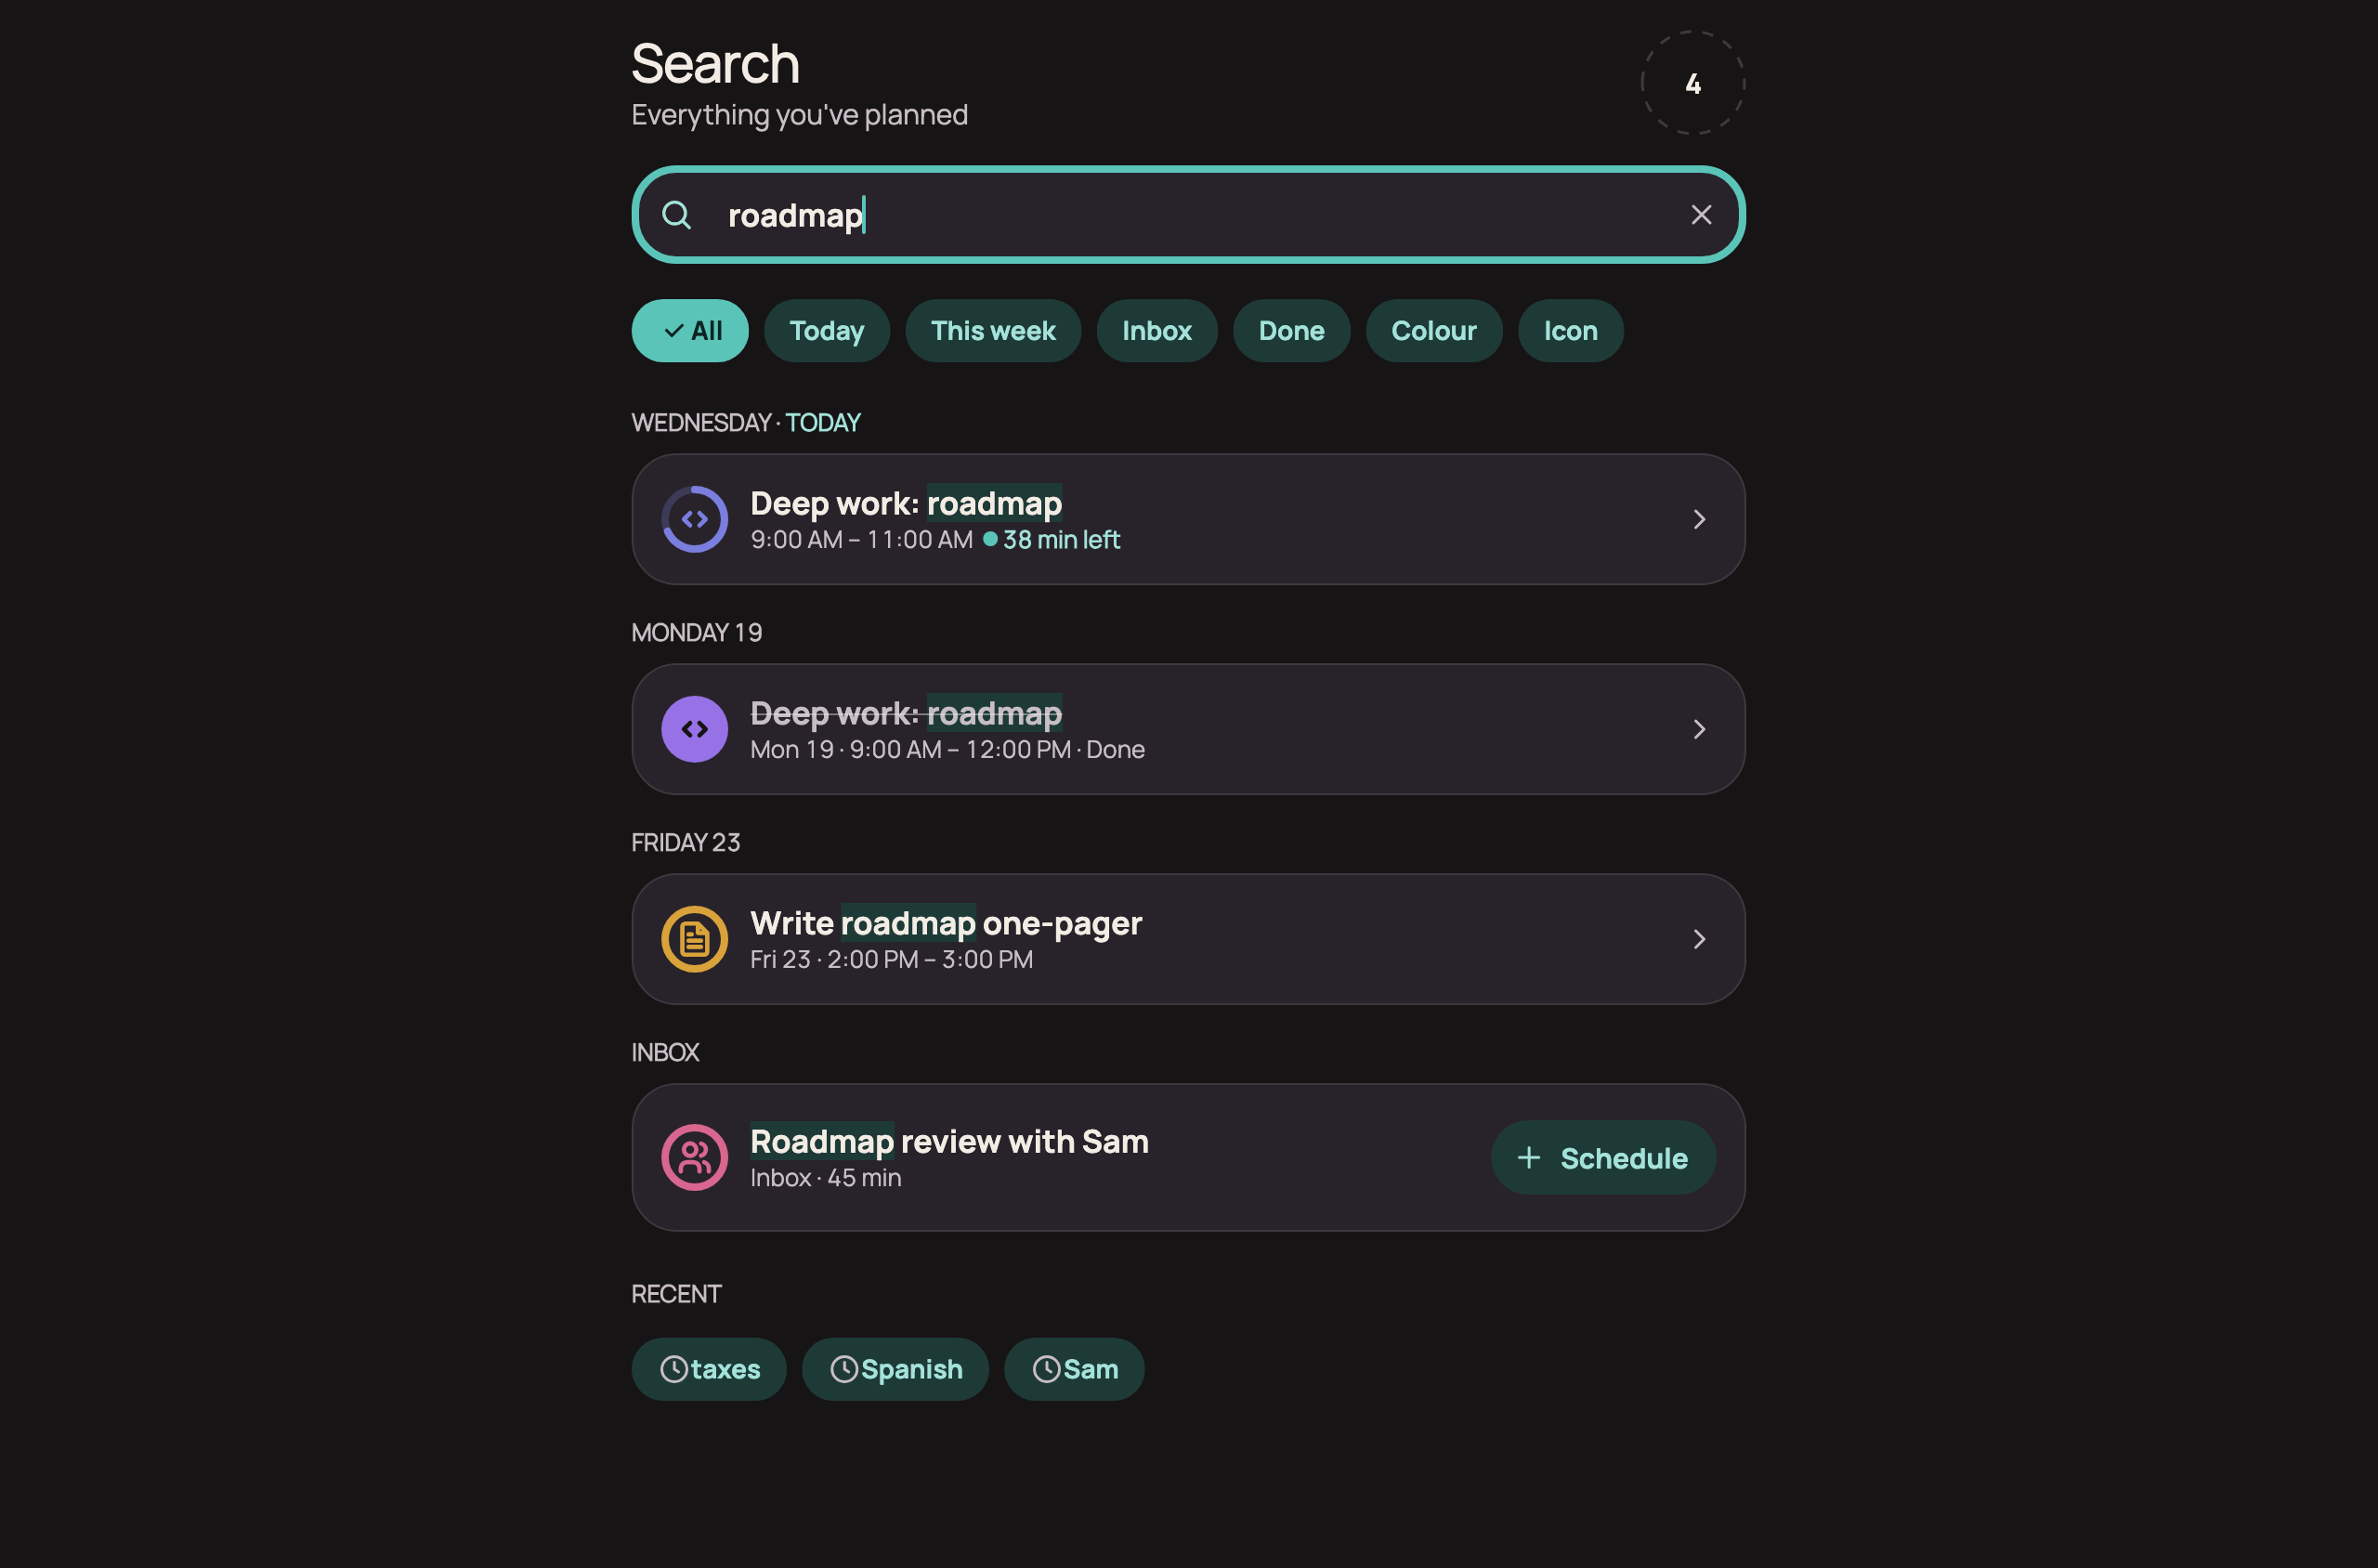 Search
4
Everything you've planned
roadmap
All
Today
This week
Inbox
Done
Colour
Icon
WEDNESDAY · TODAY
Deep work: roadmap
9:00 AM – 11:00 AM 38 min left
MONDAY 19
Deep work: roadmap
Mon 19 · 9:00 AM – 12:00 PM · Done
FRIDAY 23
Write roadmap one-pager
Fri 23 · 2:00 PM – 3:00 PM
INBOX
Roadmap review with Sam
Inbox · 45 min
Schedule
RECENT
taxes
Spanish
Sam